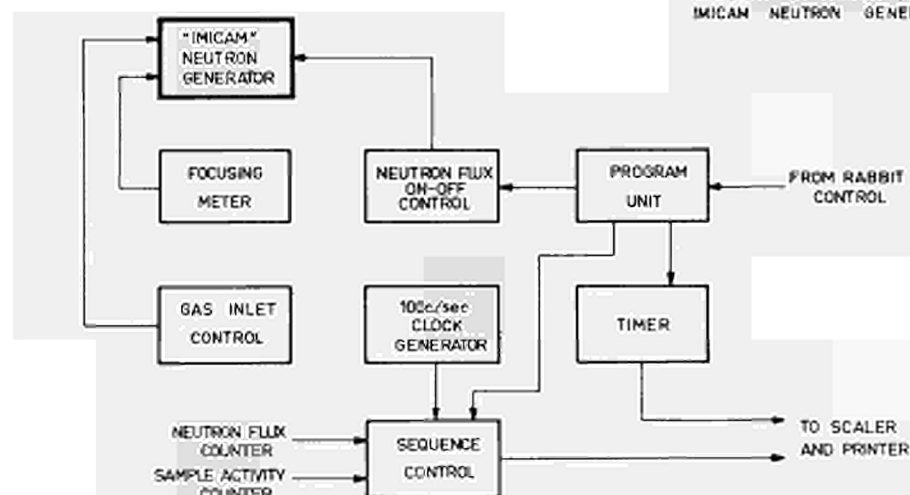 IMICAM NEUTRON
"IMICAM"
NEUTRON
GENERATOR
FOCUSING
METER
NEUTRON FLUX
ON-OFF
CONTROL
PROGRAM
UNIT
FROM RABBIT
CONTROL
GAS INLET
CONTROL
100c/sec
CLOCK
GENERATOR
TIMER
NEUTRON FLUX
COUNTER
SAMPLE ACTIVITY
COUNTER
SEQUENCE
CONTROL
TO SCALER
AND PRINTER